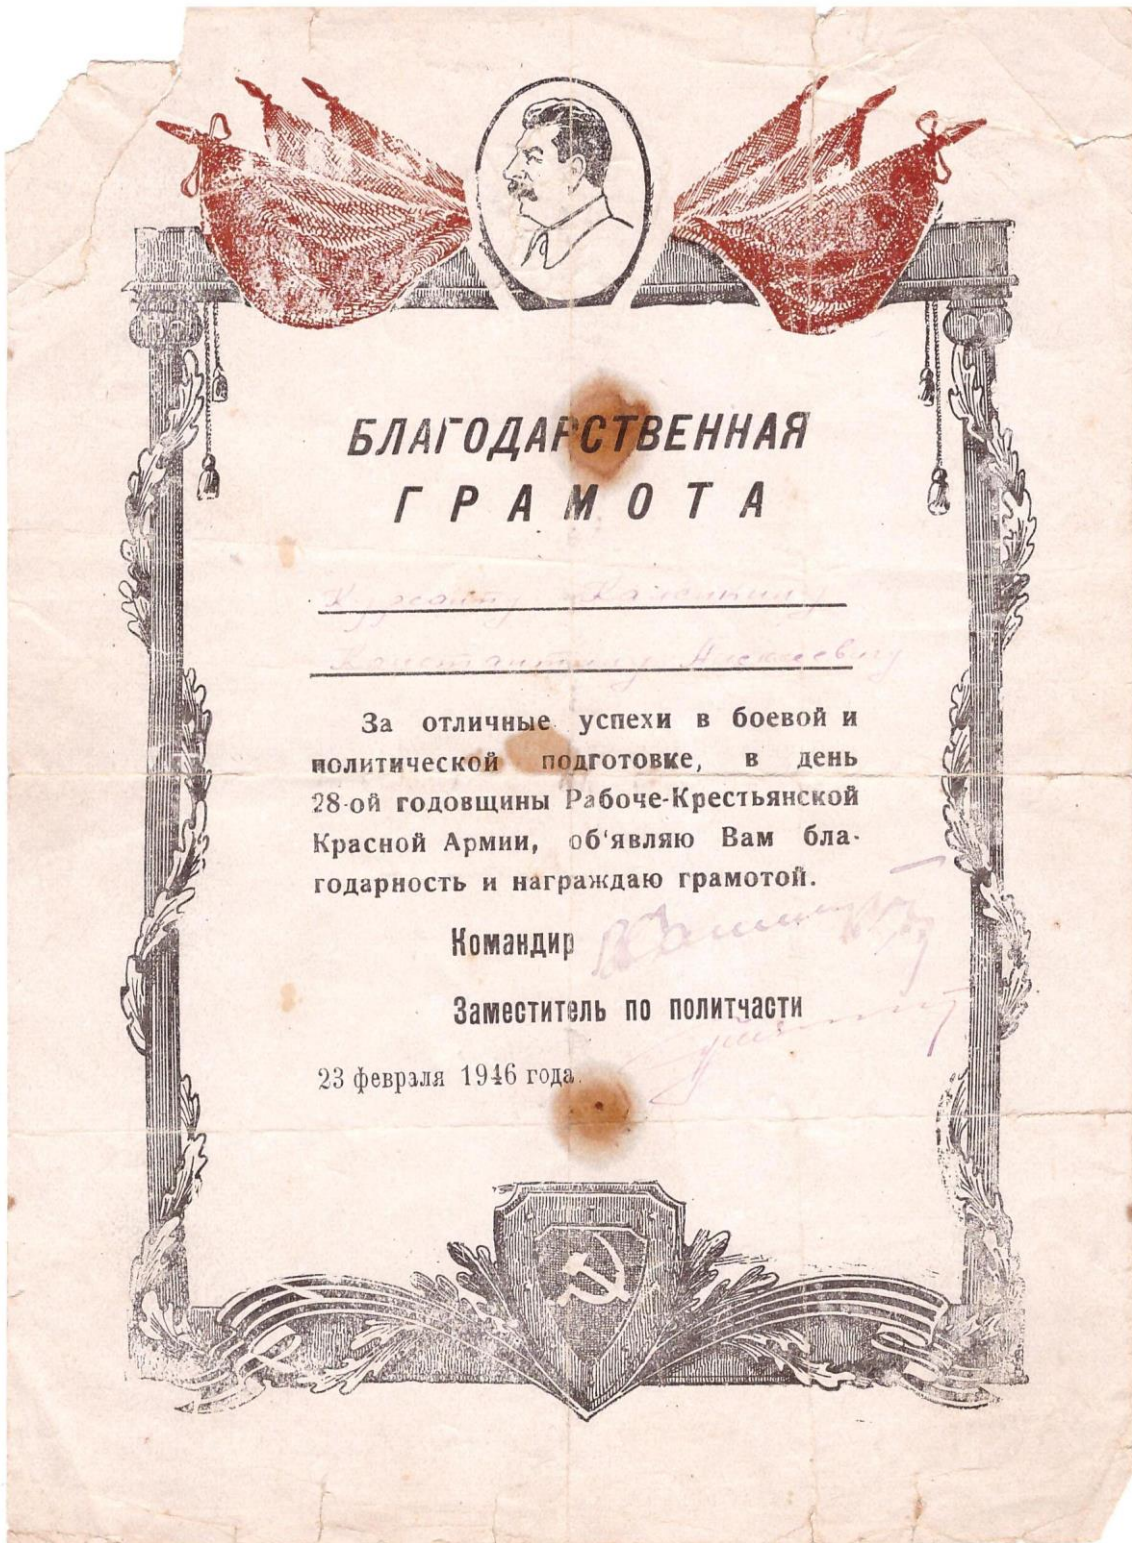 БЛАГОДАРСТВЕННАЯ
ГРАМОТА
Курсанту
Константину Алексеевичу
За отличные успехи в боевой и
политической подготовке, в день
28-ой годовщины Рабоче-Крестьянской
Красной Армии, об'являю Вам бла-
годарность и награждаю грамотой.
Командир
Заместитель по политчасти
23 февраля 1946 года.